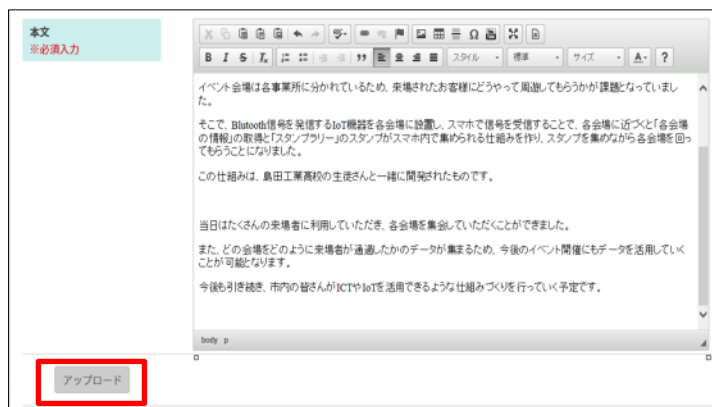 本文
※必須入力
B I S Tx
スタイル 標準 サイズ A ?
イベント会場は各事業所に分かれているため、来場されたお客様にどうやって周遊してもらうかが課題となっていまし
た。
そこで、Blutooth信号を発信するIoT機器を各会場に設置し、スマホで信号を受信することで、各会場に近づくと「各会場
の情報」の取得と「スタンプラリー」のスタンプがスマホ内で集められる仕組みを作り、スタンプを集めながら各会場を回っ
てもらうことになりました。
この仕組みは、島田工業高校の生徒さんと一緒に開発されたものです。
当日はたくさんの来場者に利用していただき、各会場を集会していただくことができました。
また、どの会場をどのように来場者が通過したかのデータが集まるため、今後のイベント開催にもデータを活用していく
ことが可能となります。
今後も引き続き、市内の皆さんがICTやIoTを活用できるような仕組みづくりを行っていく予定です。
body p
アップロード